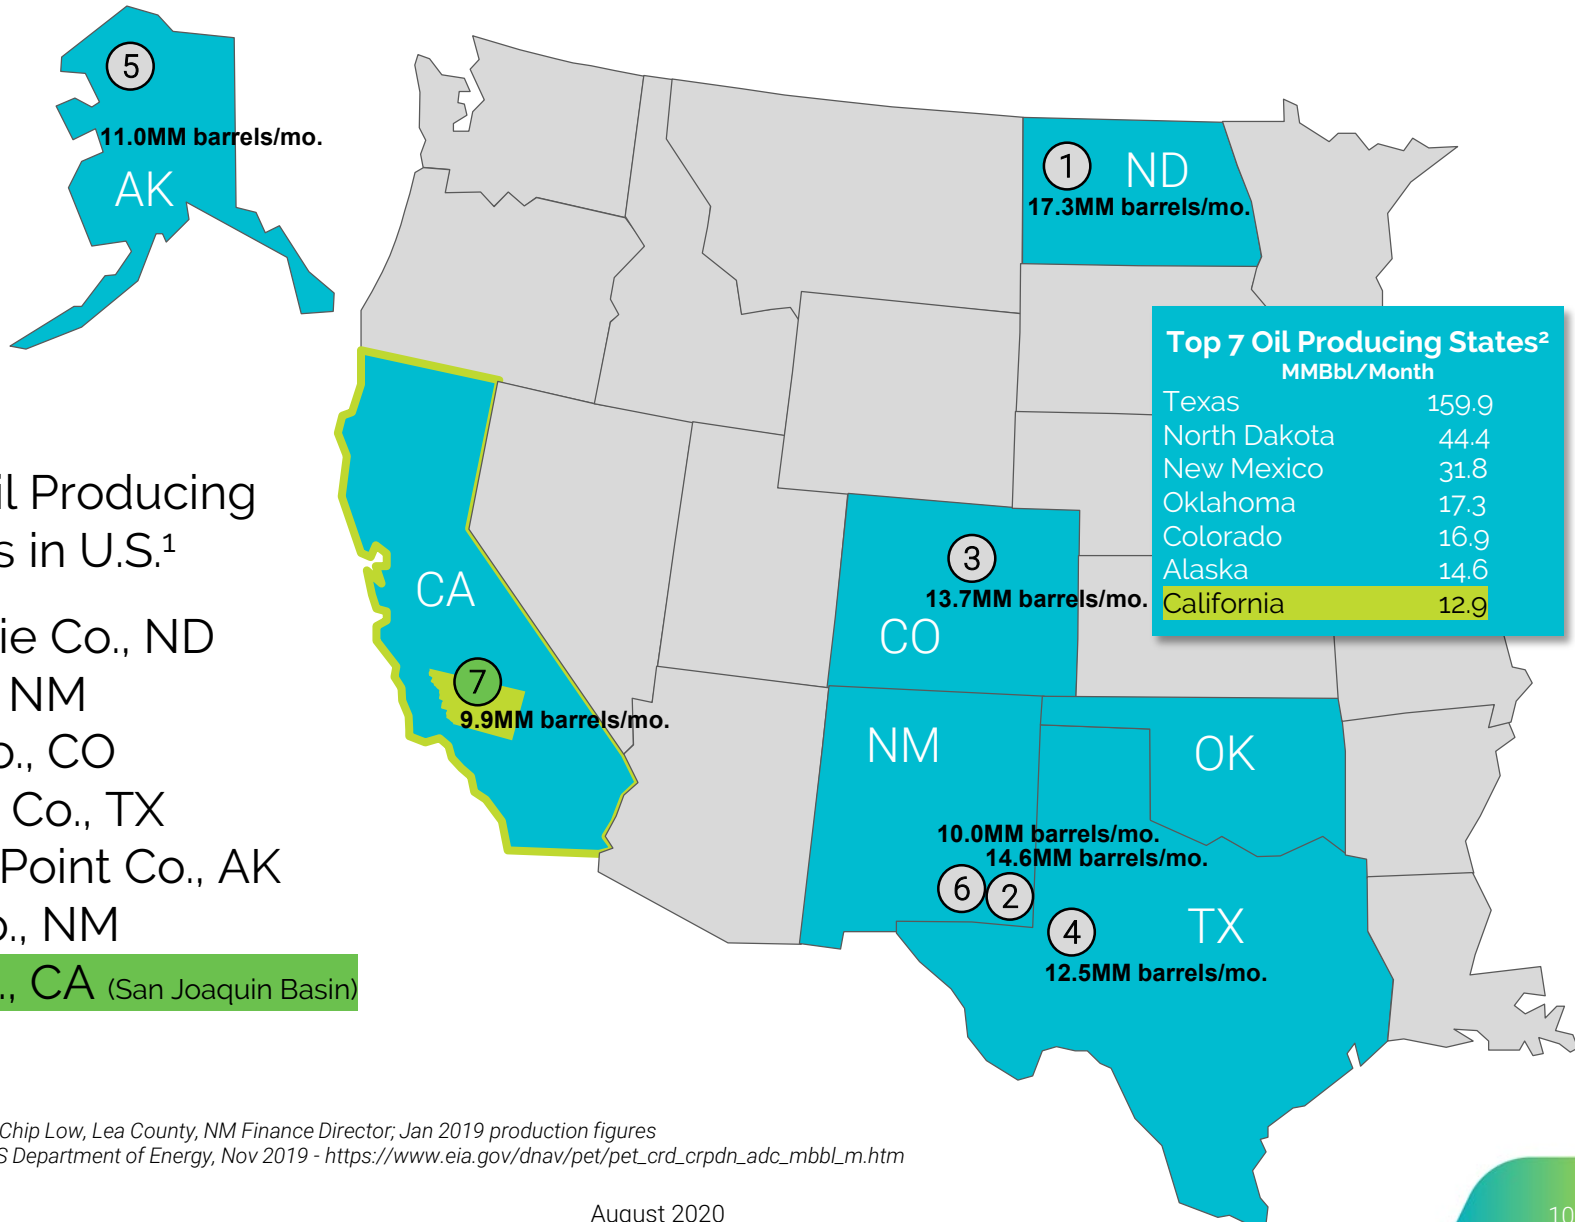 5
11.0MM barrels/mo.
AK
1
ND
17.3MM barrels/mo.
Top 7 Oil Producing States²
MMBbl/Month
Texas 159.9
North Dakota 44.4
New Mexico 31.8
Oklahoma 17.3
Colorado 16.9
Alaska 14.6
California 12.9
il Producing
s in U.S.¹
ie Co., ND
NM
o., CO
Co., TX
Point Co., AK
o., NM
., CA (San Joaquin Basin)
CA
7
9.9MM barrels/mo.
3
13.7MM barrels/mo.
CO
NM
OK
10.0MM barrels/mo.
14.6MM barrels/mo.
6
2
4
TX
12.5MM barrels/mo.
Chip Low, Lea County, NM Finance Director; Jan 2019 production figures
S Department of Energy, Nov 2019 - https://www.eia.gov/dnav/pet/pet_crd_crpdn_adc_mbbl_m.htm
August 2020
10